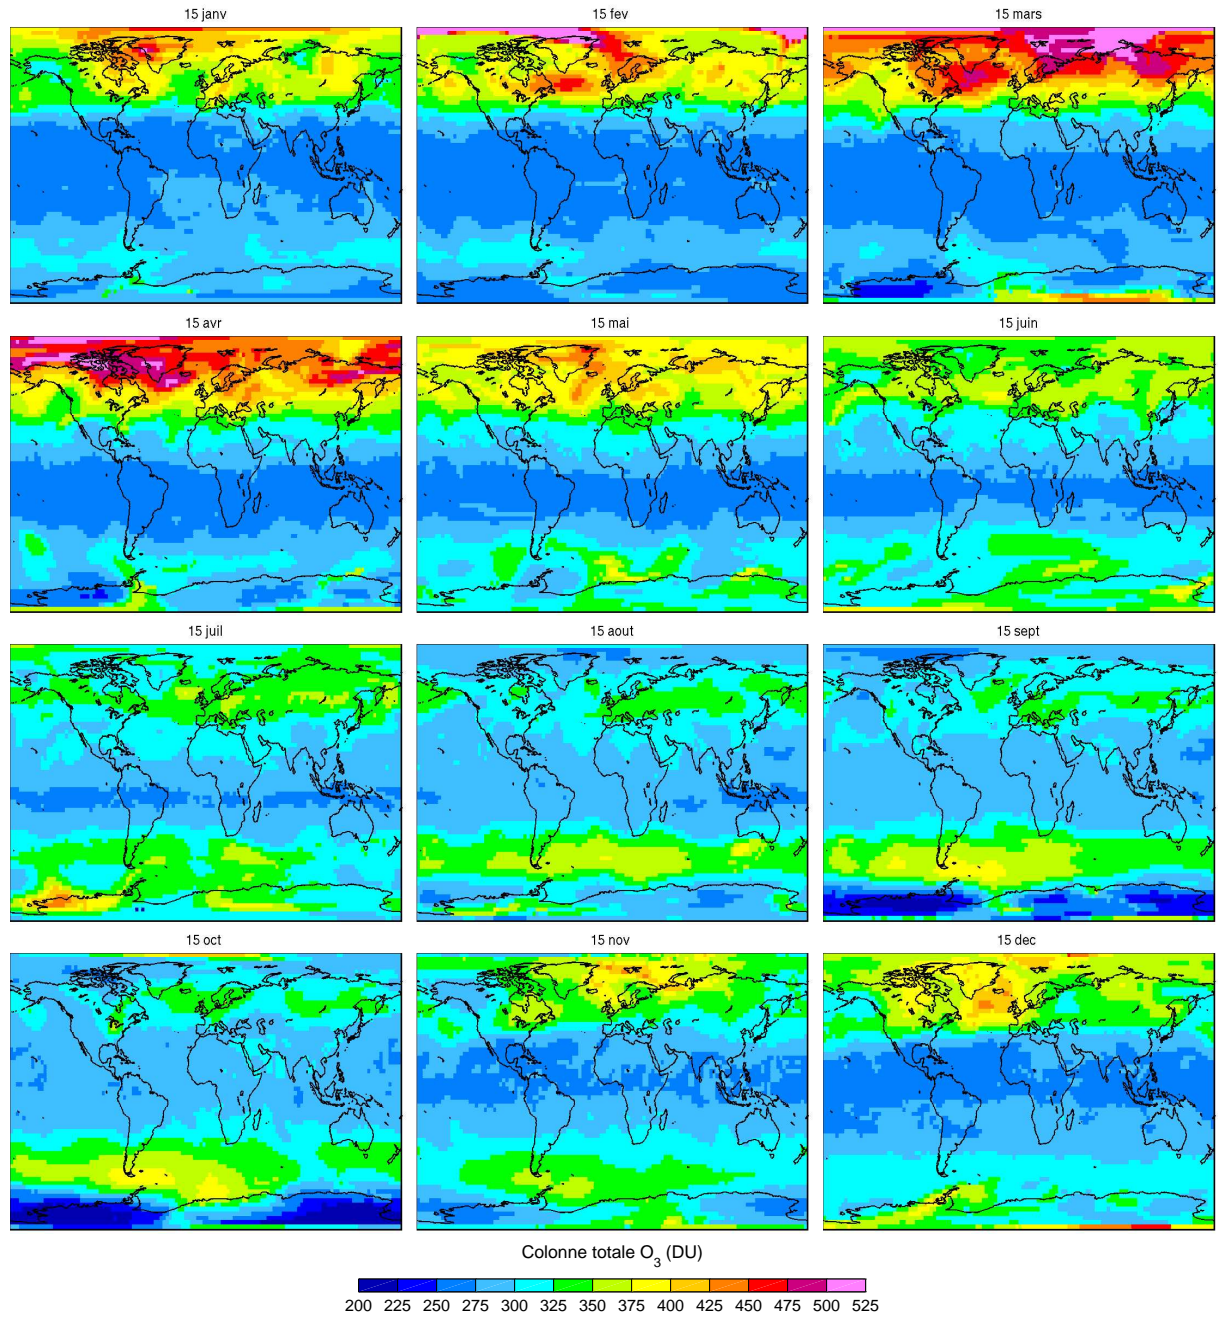 15 janv 15 fev 15 mars
15 avr 15 mai 15 juin
15 juil 15 aout 15 sept
15 oct 15 nov 15 dec
Colonne totale O3 (DU)
200 225 250 275 300 325 350 375 400 425 450 475 500 525